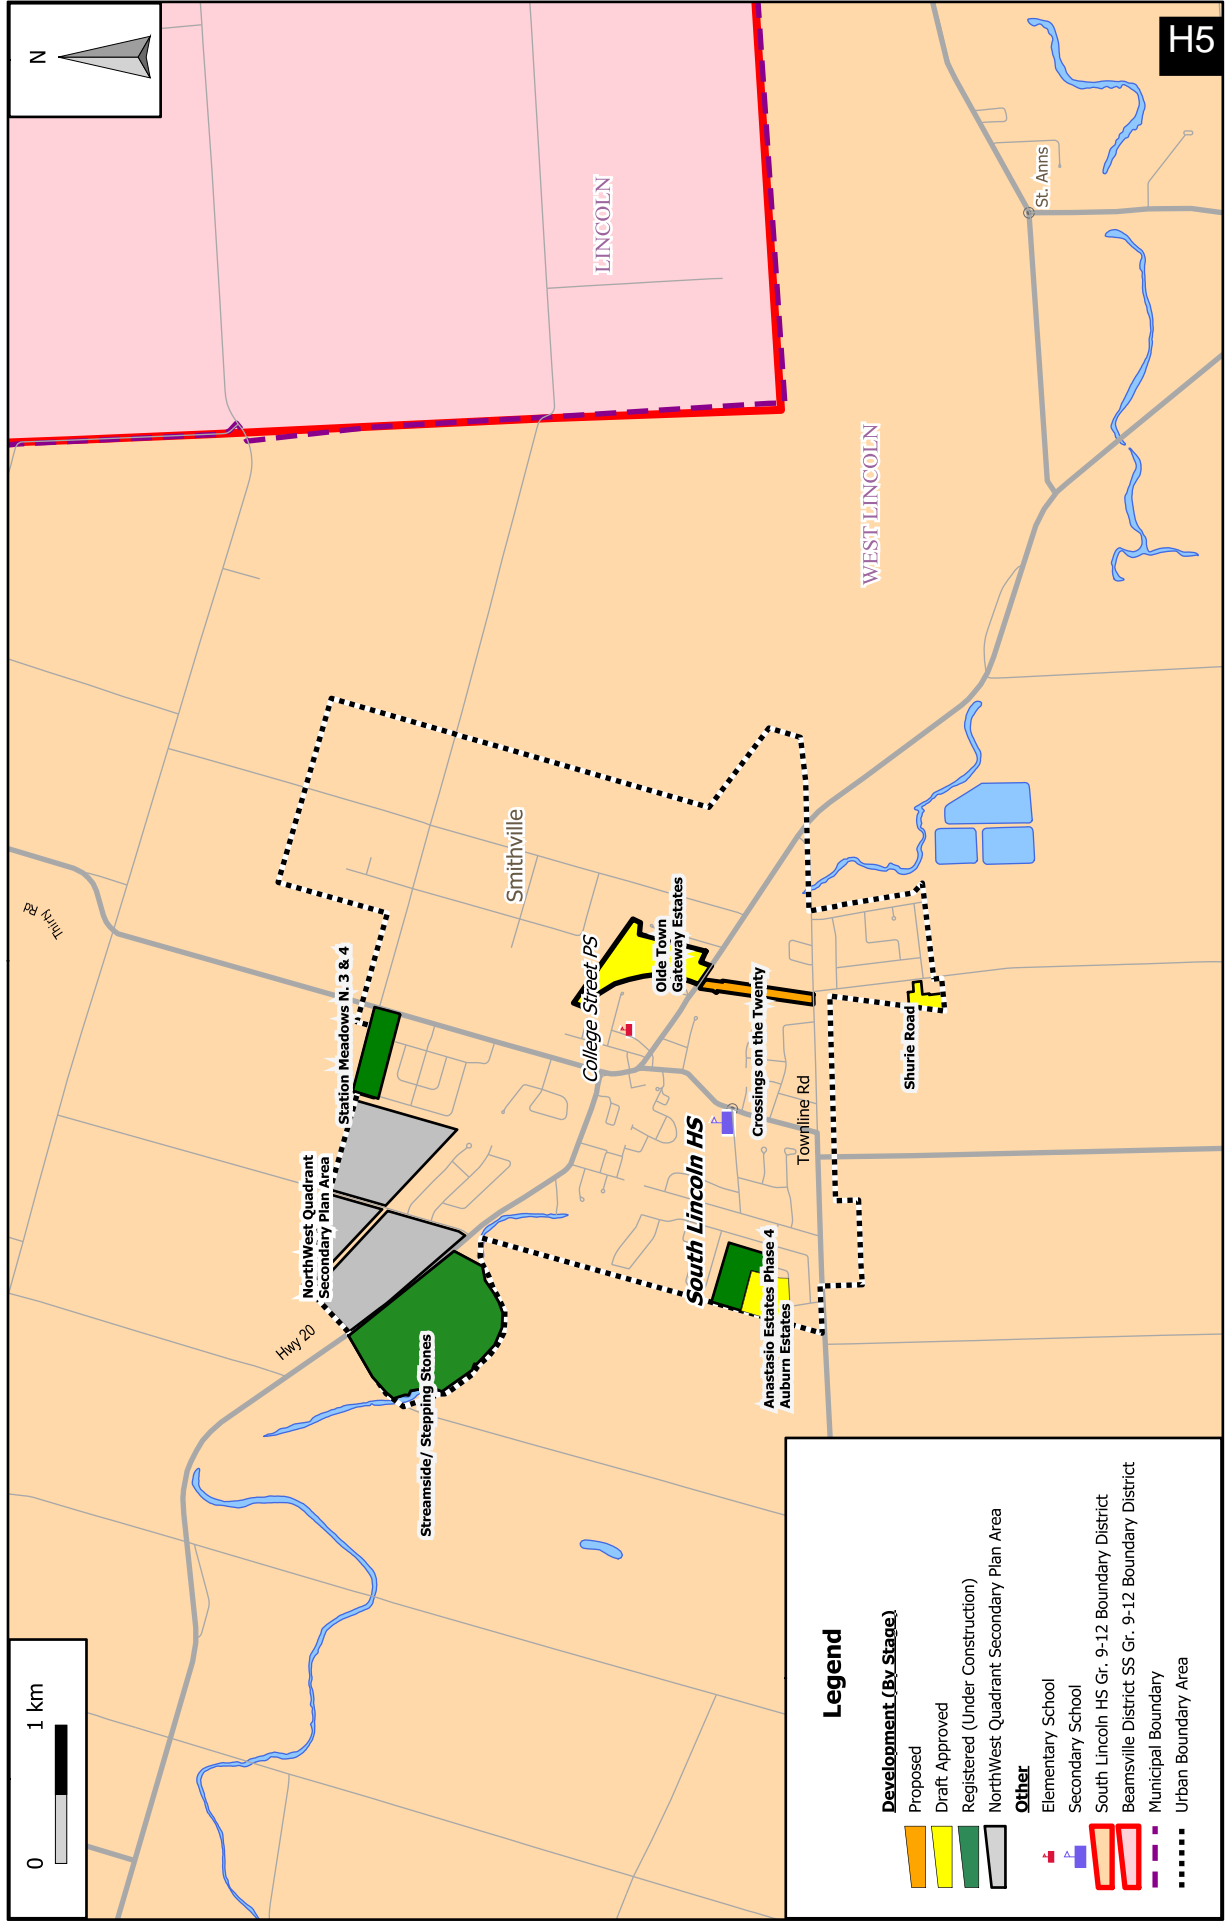 0
1 km
N
Thirry Rd
Station Meadows N. 3 & 4
NorthWest Quadrant
Secondary Plan Area
Hwy 20
Streamside/ Stepping Stones
Smithville
LINCOLN
College Street PS
Olde Town
Gateway Estates
South Lincoln HS
Crossings on the Twenty
Anastasio Estates Phase 4
Auburn Estates
Townline Rd
Shurie Road
WEST LINCOLN
St. Anns
Legend
Development (By Stage)
Proposed
Draft Approved
Registered (Under Construction)
NorthWest Quadrant Secondary Plan Area
Other
Elementary School
Secondary School
South Lincoln HS Gr. 9-12 Boundary District
Beamsville District SS Gr. 9-12 Boundary District
Municipal Boundary
Urban Boundary Area
H5